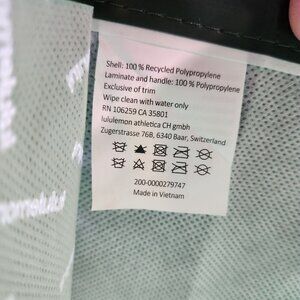 Shell: 100 % Recycled Polypropylene
Laminate and handle: 100 % Polypropylene
Exclusive of trim
Wipe clean with water only
RN 106259 CA 35801
lululemon athletica CH gmbh
Zugerstrasse 76B, 6340 Baar, Switzerland
200-0000279747
Made in Vietnam